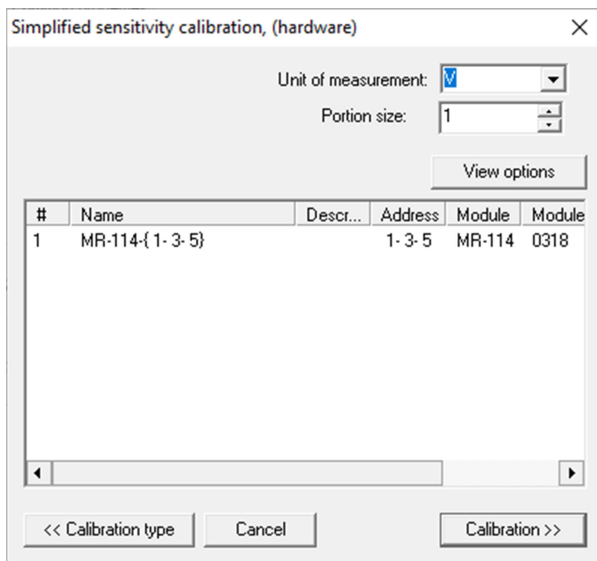 Simplified sensitivity calibration, (hardware)
Unit of measurement: V
Portion size: 1
View options
# Name Descr... Address Module Module
1 MR-114-{ 1- 3- 5} 1- 3- 5 MR-114 0318
<< Calibration type Cancel Calibration >>